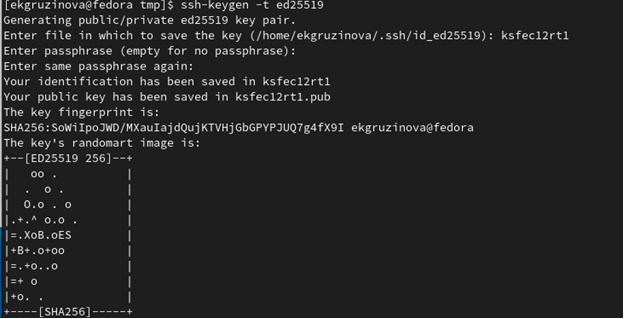 [ekgruzinova@fedora tmp]$ ssh-keygen -t ed25519
Generating public/private ed25519 key pair.
Enter file in which to save the key (/home/ekgruzinova/.ssh/id_ed25519): ksfec12rt1
Enter passphrase (empty for no passphrase):
Enter same passphrase again:
Your identification has been saved in ksfec12rt1
Your public key has been saved in ksfec12rt1.pub
The key fingerprint is:
SHA256:SoWiIpoJWD/MXauIajdQujKTVHjGbGPYPJUQ7g4fX9I ekgruzinova@fedora
The key's randomart image is:
+--[ED25519 256]--+
|   oo .          |
|  .  o .         |
|  O.o . o        |
|.+.^ o.o .       |
|=.XoB.oES        |
|+B+.o+oo         |
|=.+o..o          |
|=+ o             |
|+o. .            |
+----[SHA256]-----+